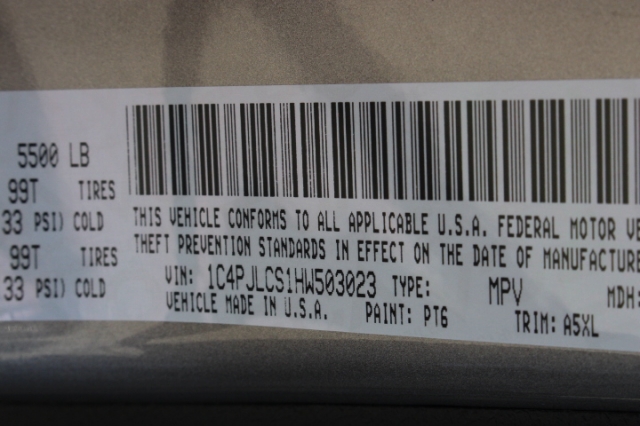 5500 LB
99T TIRES
33 PSI) COLD
99T TIRES
33 PSI) COLD
THIS VEHICLE CONFORMS TO ALL APPLICABLE U.S.A. FEDERAL MOTOR VE
THEFT PREVENTION STANDARDS IN EFFECT ON THE DATE OF MANUFACTURE
VIN: 1C4PJLCS1HW503023 TYPE: MPV MDH:
VEHICLE MADE IN U.S.A. PAINT: PT6 TRIM: A5XL